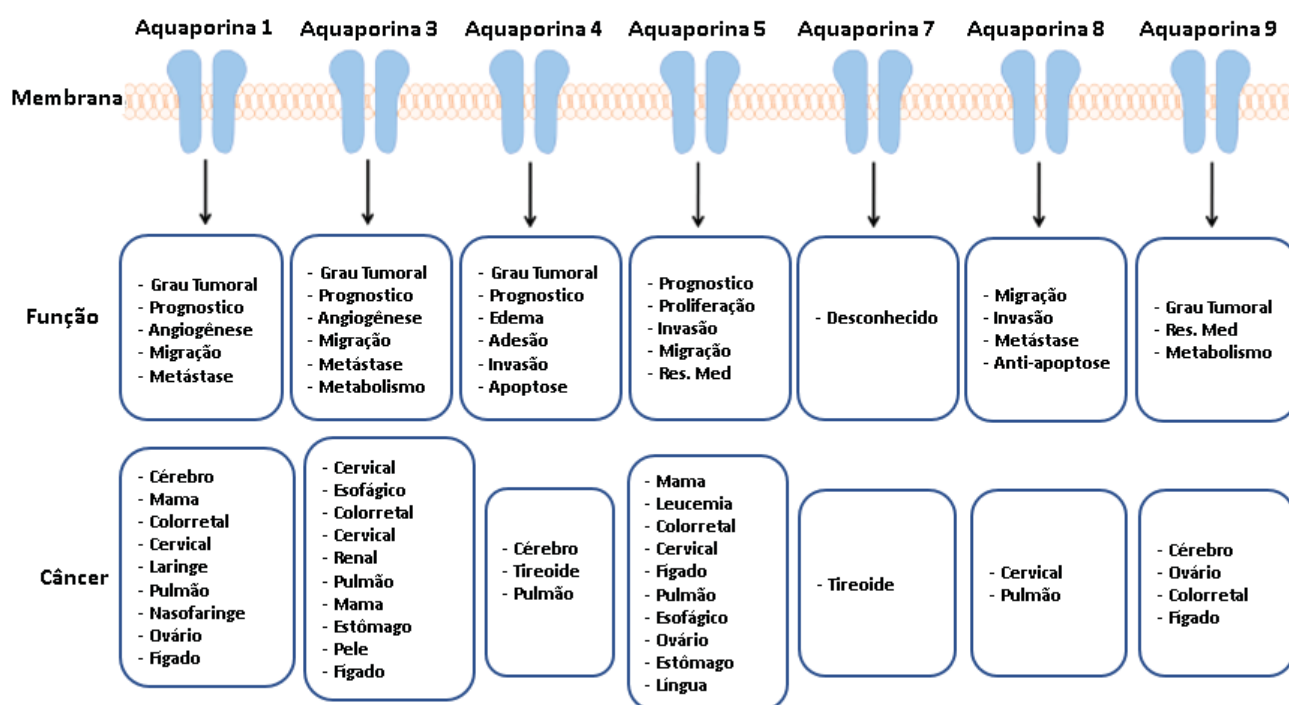 Aquaporina 1
Aquaporina 3
Aquaporina 4
Aquaporina 5
Aquaporina 7
Aquaporina 8
Aquaporina 9
Membrana
Função
- Grau Tumoral
- Prognostico
- Angiogênese
- Migração
- Metástase
- Grau Tumoral
- Prognostico
- Angiogênese
- Migração
- Metástase
- Metabolismo
- Grau Tumoral
- Prognostico
- Edema
- Adesão
- Invasão
- Apoptose
- Prognostico
- Proliferação
- Invasão
- Migração
- Res. Med
- Desconhecido
- Migração
- Invasão
- Metástase
- Anti-apoptose
- Grau Tumoral
- Res. Med
- Metabolismo
Câncer
- Cérebro
- Mama
- Colorretal
- Cervical
- Laringe
- Pulmão
- Nasofaringe
- Ovário
- Fígado
- Cervical
- Esofágico
- Colorretal
- Cervical
- Renal
- Pulmão
- Mama
- Estômago
- Pele
- Fígado
- Cérebro
- Tireoide
- Pulmão
- Mama
- Leucemia
- Colorretal
- Cervical
- Fígado
- Pulmão
- Esofágico
- Ovário
- Estômago
- Língua
- Tireoide
- Cervical
- Pulmão
- Cérebro
- Ovário
- Colorretal
- Fígado